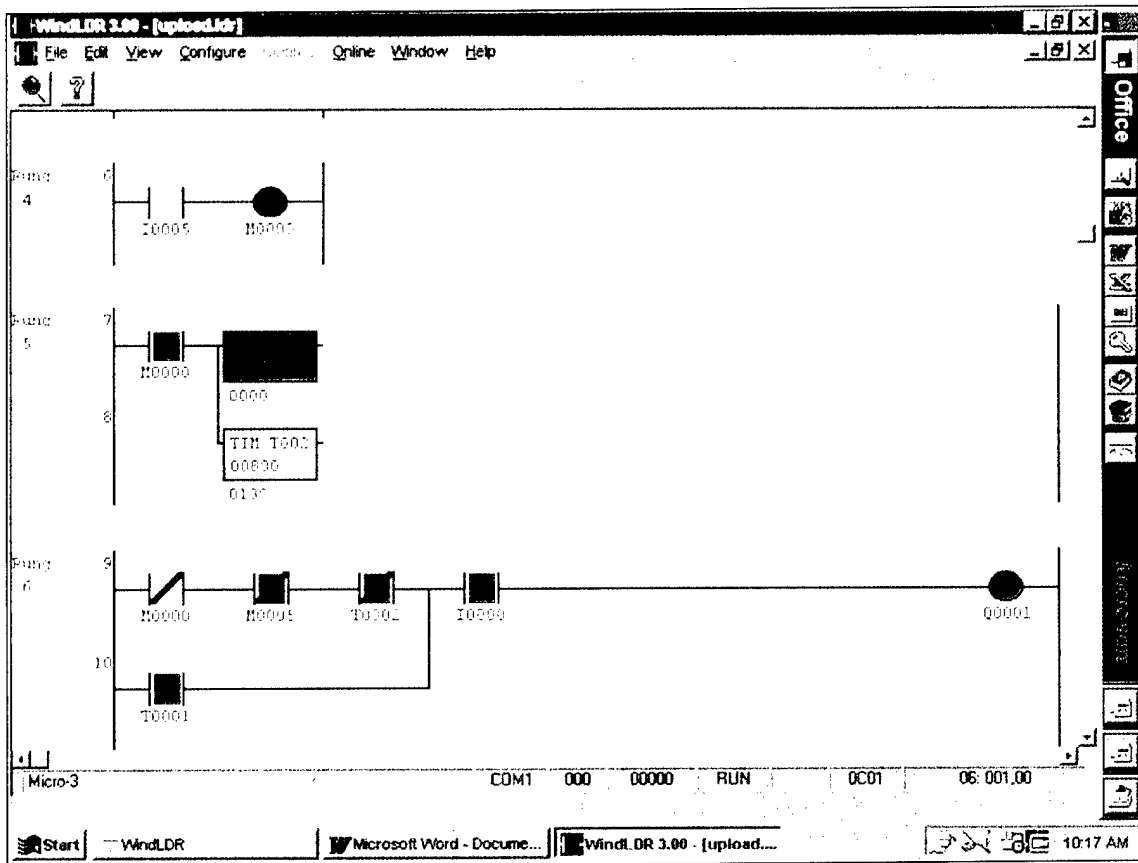 WindLDR 3.00 - [upload.ldr]
File Edit View Configure Online Window Help
Office
Rung 6
4
I0005
Rung 7
5
M0000
0000
8
TIM T002
00600
Rung 9
6
M0000 T0002 I0000 Q0001
10
T0001
Micro-3 COM1 000 00000 RUN 0C01 06: 001,00
Start WindLDR Microsoft Word - Docume... WindLDR 3.00 - [upload.... 10:17 AM